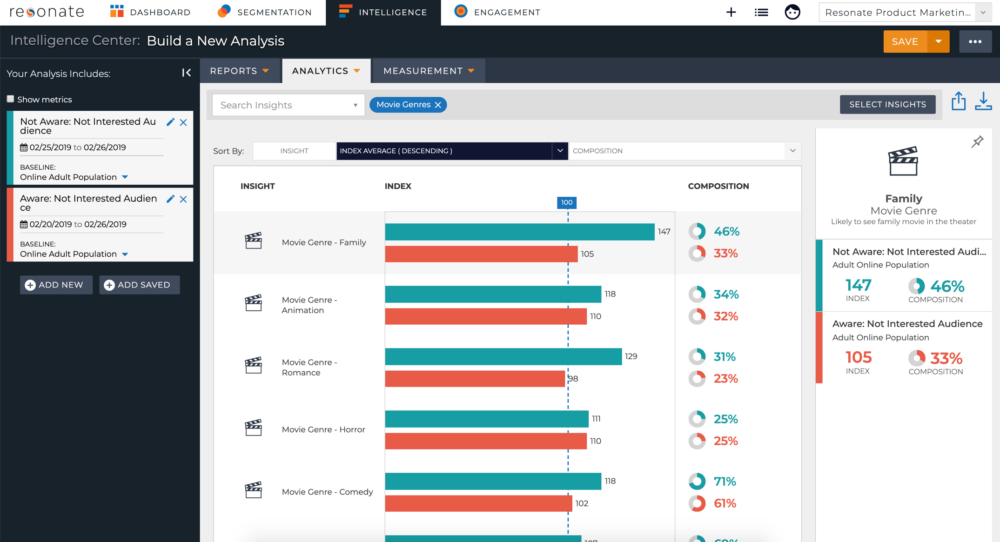 resonate
DASHBOARD
SEGMENTATION
INTELLIGENCE
ENGAGEMENT
Resonate Product Marketin...
Intelligence Center: Build a New Analysis
SAVE
Your Analysis Includes:
REPORTS
ANALYTICS
MEASUREMENT
Show metrics
Search Insights
Movie Genres
SELECT INSIGHTS
Not Aware: Not Interested Au
dience
02/25/2019 to 02/26/2019
BASELINE:
Online Adult Population
Aware: Not Interested Audien
ce
02/20/2019 to 02/26/2019
BASELINE:
Online Adult Population
ADD NEW
ADD SAVED
Sort By:
INSIGHT
INDEX AVERAGE ( DESCENDING )
COMPOSITION
INSIGHT
INDEX
COMPOSITION
100
Movie Genre - Family
147
105
46%
33%
Movie Genre -
Animation
118
110
34%
32%
Movie Genre -
Romance
129
98
31%
23%
Movie Genre - Horror
111
110
25%
25%
Movie Genre - Comedy
118
102
71%
61%
Family
Movie Genre
Likely to see family movie in the theater
Not Aware: Not Interested Audi...
Adult Online Population
147
INDEX
46%
COMPOSITION
Aware: Not Interested Audience
Adult Online Population
105
INDEX
33%
COMPOSITION